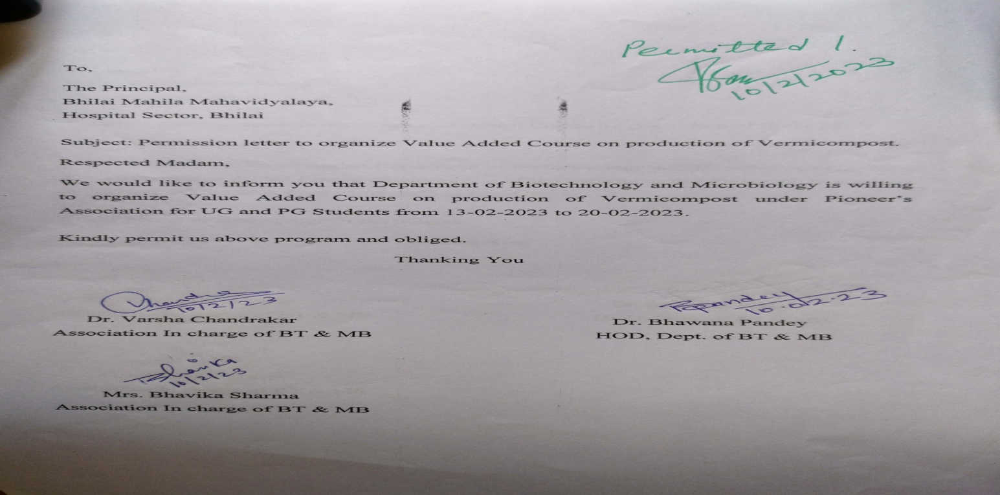 Permitted 1.
10/2/2023
To,
The Principal,
Bhilai Mahila Mahavidyalaya,
Hospital Sector, Bhilai
Subject: Permission letter to organize Value Added Course on production of Vermicompost.
Respected Madam,
We would like to inform you that Department of Biotechnology and Microbiology is willing
to organize Value Added Course on production of Vermicompost under Pioneer's
Association for UG and PG Students from 13-02-2023 to 20-02-2023.
Kindly permit us above program and obliged.
Thanking You
10/2/23
Dr. Varsha Chandrakar
Association In charge of BT & MB
Bpandey
10.02.23
Dr. Bhawana Pandey
HOD, Dept. of BT & MB
10/2/23
Mrs. Bhavika Sharma
Association In charge of BT & MB